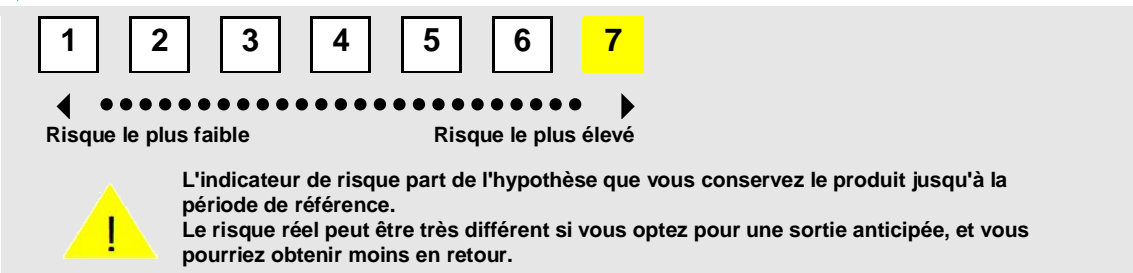 1 2 3 4 5 6 7
Risque le plus faible Risque le plus élevé
L'indicateur de risque part de l'hypothèse que vous conservez le produit jusqu'à la
période de référence.
! Le risque réel peut être très différent si vous optez pour une sortie anticipée, et vous
pourriez obtenir moins en retour.